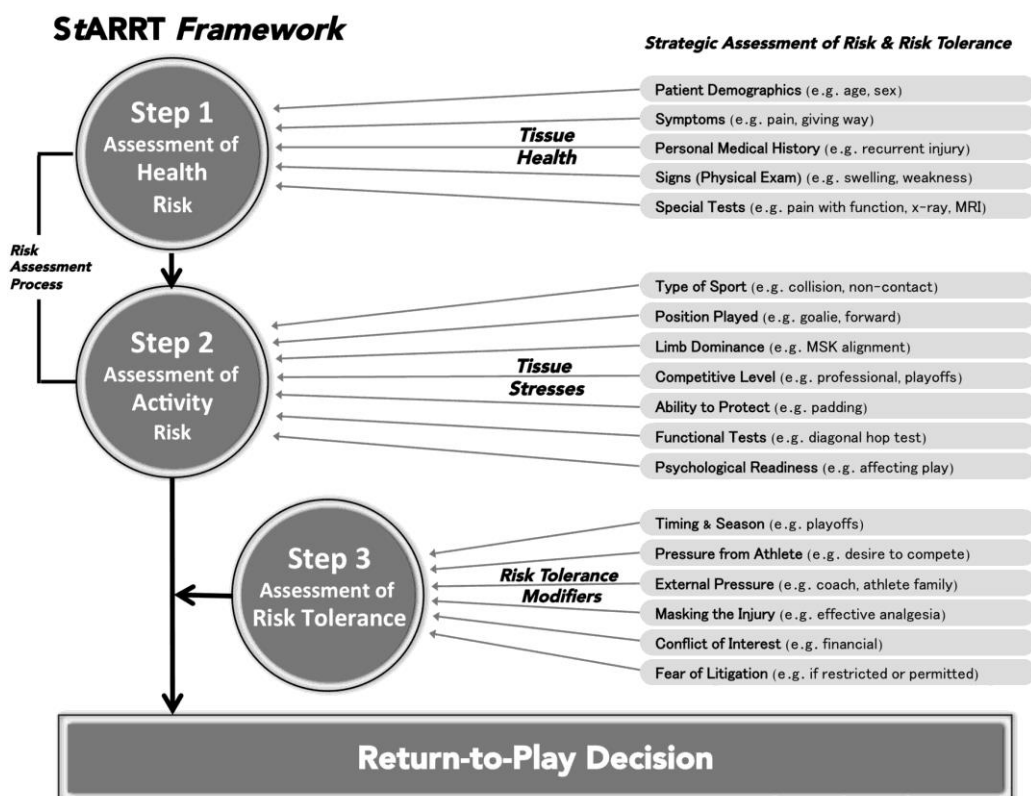 StARRT Framework
Strategic Assessment of Risk & Risk Tolerance
Step 1
Assessment of
Health
Risk
Tissue
Health
Patient Demographics (e.g. age, sex)
Symptoms (e.g. pain, giving way)
Personal Medical History (e.g. recurrent injury)
Signs (Physical Exam) (e.g. swelling, weakness)
Special Tests (e.g. pain with function, x-ray, MRI)
Risk
Assessment
Process
Step 2
Assessment of
Activity
Risk
Tissue
Stresses
Type of Sport (e.g. collision, non-contact)
Position Played (e.g. goalie, forward)
Limb Dominance (e.g. MSK alignment)
Competitive Level (e.g. professional, playoffs)
Ability to Protect (e.g. padding)
Functional Tests (e.g. diagonal hop test)
Psychological Readiness (e.g. affecting play)
Step 3
Assessment of
Risk Tolerance
Risk Tolerance
Modifiers
Timing & Season (e.g. playoffs)
Pressure from Athlete (e.g. desire to compete)
External Pressure (e.g. coach, athlete family)
Masking the Injury (e.g. effective analgesia)
Conflict of Interest (e.g. financial)
Fear of Litigation (e.g. if restricted or permitted)
Return-to-Play Decision